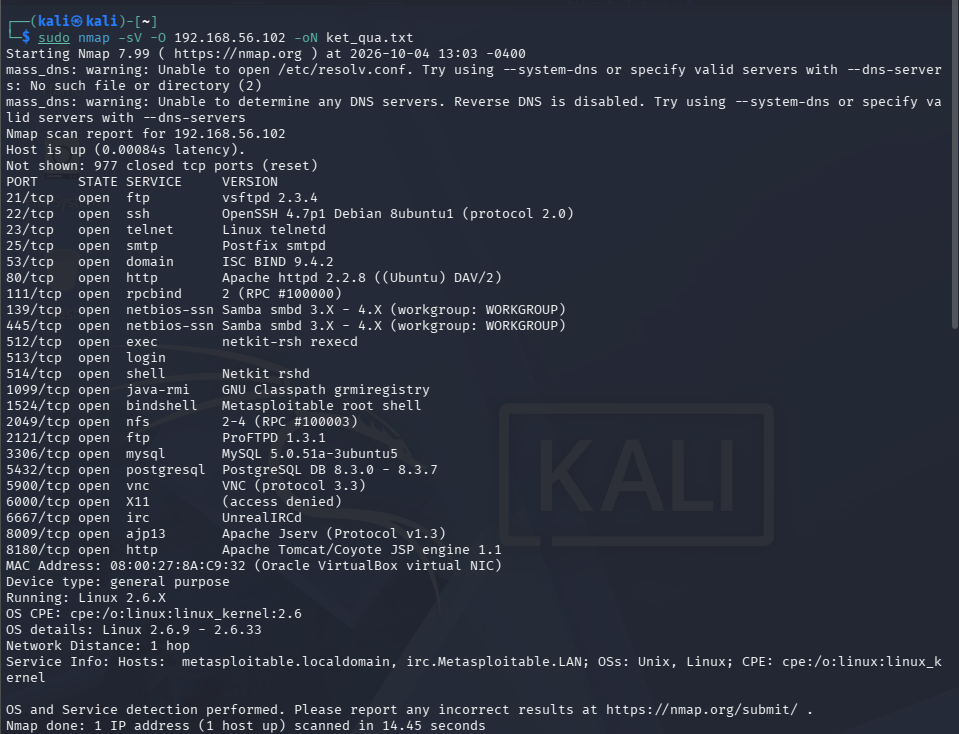 ┌──(kali㉿kali)-[~]
└─$ sudo nmap -sV -O 192.168.56.102 -oN ket_qua.txt
Starting Nmap 7.99 ( https://nmap.org ) at 2026-10-04 13:03 -0400
mass_dns: warning: Unable to open /etc/resolv.conf. Try using --system-dns or specify valid servers with --dns-server
s: No such file or directory (2)
mass_dns: warning: Unable to determine any DNS servers. Reverse DNS is disabled. Try using --system-dns or specify va
lid servers with --dns-servers
Nmap scan report for 192.168.56.102
Host is up (0.00084s latency).
Not shown: 977 closed tcp ports (reset)
PORT     STATE SERVICE     VERSION
21/tcp   open  ftp         vsftpd 2.3.4
22/tcp   open  ssh         OpenSSH 4.7p1 Debian 8ubuntu1 (protocol 2.0)
23/tcp   open  telnet      Linux telnetd
25/tcp   open  smtp        Postfix smtpd
53/tcp   open  domain      ISC BIND 9.4.2
80/tcp   open  http        Apache httpd 2.2.8 ((Ubuntu) DAV/2)
111/tcp  open  rpcbind     2 (RPC #100000)
139/tcp  open  netbios-ssn Samba smbd 3.X - 4.X (workgroup: WORKGROUP)
445/tcp  open  netbios-ssn Samba smbd 3.X - 4.X (workgroup: WORKGROUP)
512/tcp  open  exec        netkit-rsh rexecd
513/tcp  open  login
514/tcp  open  shell       Netkit rshd
1099/tcp open  java-rmi    GNU Classpath grmiregistry
1524/tcp open  bindshell   Metasploitable root shell
2049/tcp open  nfs         2-4 (RPC #100003)
2121/tcp open  ftp         ProFTPD 1.3.1
3306/tcp open  mysql       MySQL 5.0.51a-3ubuntu5
5432/tcp open  postgresql  PostgreSQL DB 8.3.0 - 8.3.7
5900/tcp open  vnc         VNC (protocol 3.3)
6000/tcp open  X11         (access denied)
6667/tcp open  irc         UnrealIRCd
8009/tcp open  ajp13       Apache Jserv (Protocol v1.3)
8180/tcp open  http        Apache Tomcat/Coyote JSP engine 1.1
MAC Address: 08:00:27:8A:C9:32 (Oracle VirtualBox virtual NIC)
Device type: general purpose
Running: Linux 2.6.X
OS CPE: cpe:/o:linux:linux_kernel:2.6
OS details: Linux 2.6.9 - 2.6.33
Network Distance: 1 hop
Service Info: Hosts:  metasploitable.localdomain, irc.Metasploitable.LAN; OSs: Unix, Linux; CPE: cpe:/o:linux:linux_k
ernel

OS and Service detection performed. Please report any incorrect results at https://nmap.org/submit/ .
Nmap done: 1 IP address (1 host up) scanned in 14.45 seconds
KALI